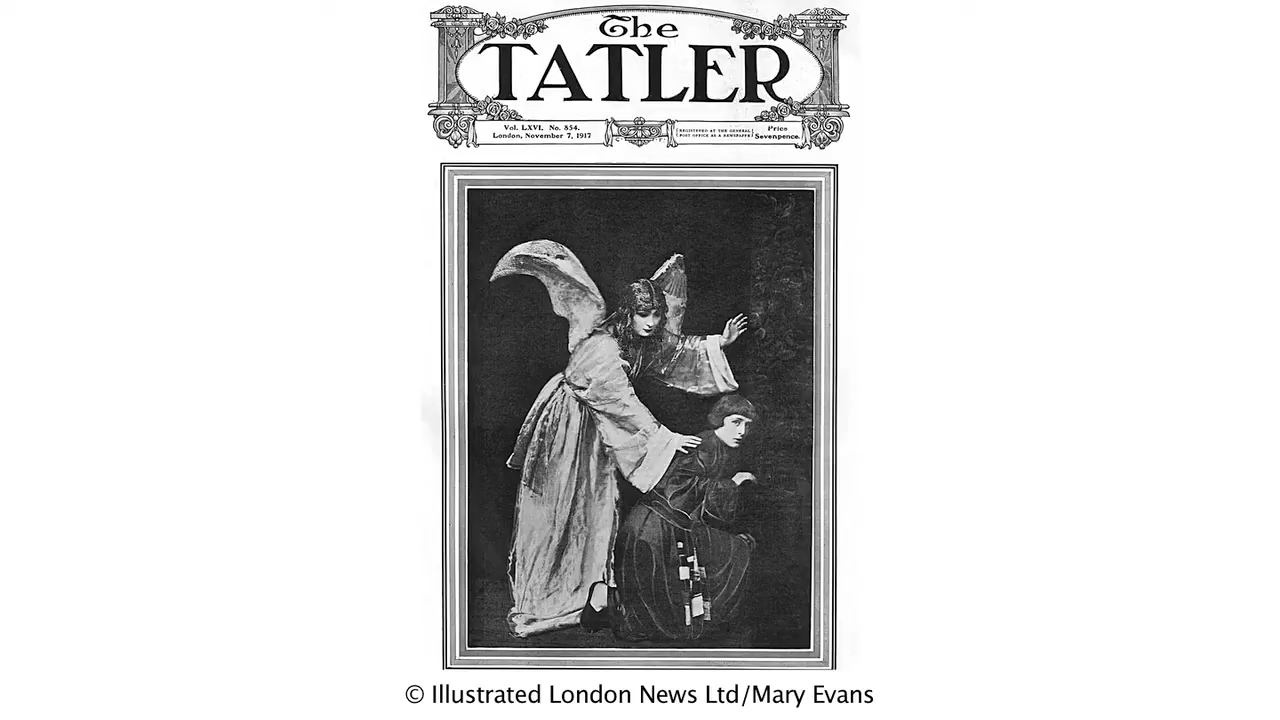 The
TATLER
Vol. LXVI. No. 854.
London, November 7, 1917
REGISTERED AT THE GENERAL
POST OFFICE AS A NEWSPAPER
Price
Sevenpence.
© Illustrated London News Ltd/Mary Evans